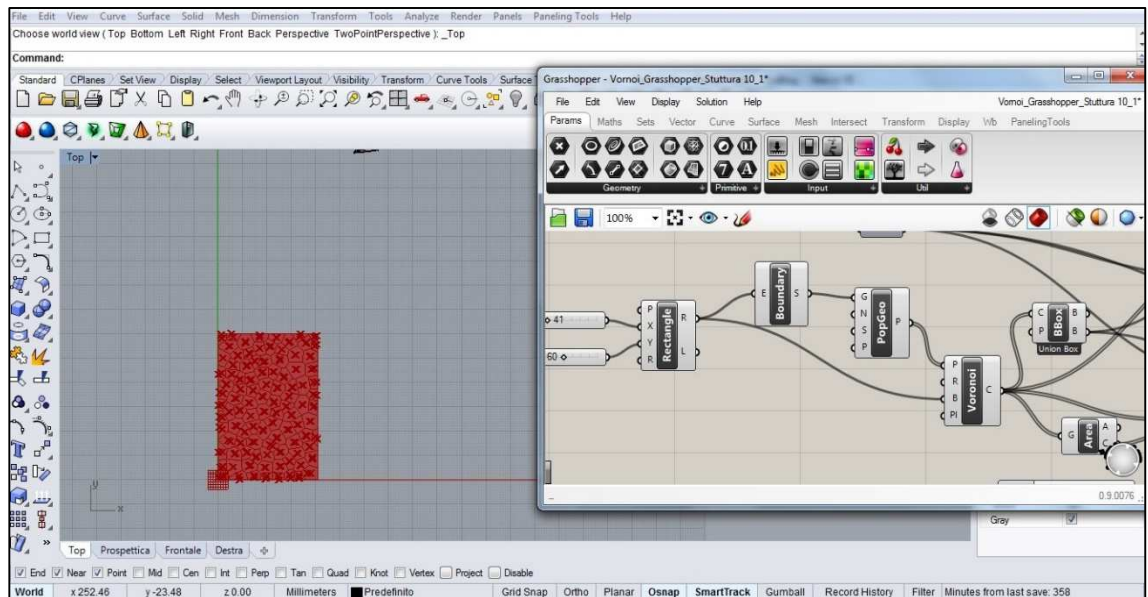 File Edit View Curve Surface Solid Mesh Dimension Transform Tools Analyze Render Panels Paneling Tools Help
Choose world view ( Top Bottom Left Right Front Back Perspective TwoPointPerspective ): _Top
Command:
Standard CPlanes Set View Display Select Viewport Layout Visibility Transform Curve Tools Surface
Grasshopper - Vornoi_Grasshopper_Stuttura 10_1*
File Edit View Display Solution Help Vornoi_Grasshopper_Stuttura 10_1*
Params Maths Sets Vector Curve Surface Mesh Intersect Transform Display Wb PanelingTools
Geometry + Primitive + Input + Util +
100%
Top
41
60
P X Y R Rectangle R L
E Boundary S
G N S P PopGeo P
P R B Pl Voronoi C
C P BBox B B
Union Box
G Area A C
0.9.0076
Gray
y
x
Top Prospettica Frontale Destra
End Near Point Mid Cen Int Perp Tan Quad Knot Vertex Project Disable
World x 252.46 y -23.48 z 0.00 Millimeters Predefinito Grid Snap Ortho Planar Osnap SmartTrack Gumball Record History Filter Minutes from last save: 358